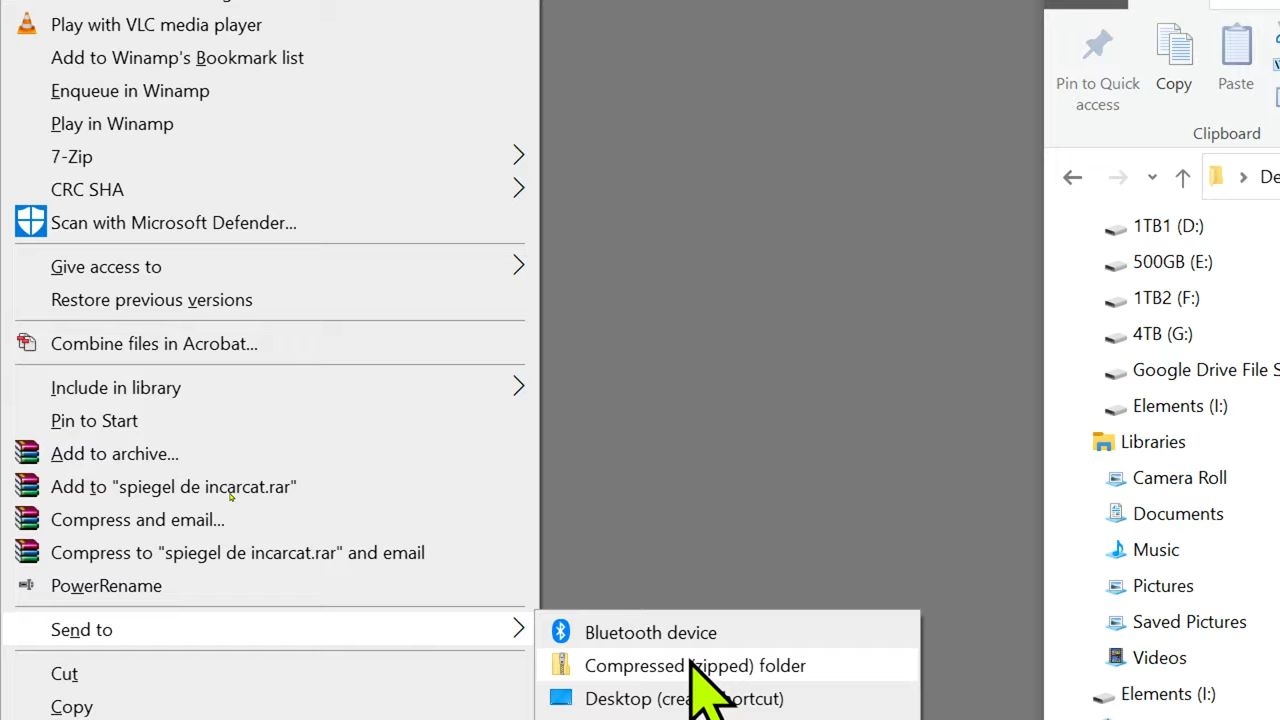 Play with VLC media player
Add to Winamp's Bookmark list
Enqueue in Winamp
Play in Winamp
7-Zip
CRC SHA
Scan with Microsoft Defender...
Give access to
Restore previous versions
Combine files in Acrobat...
Include in library
Pin to Start
Add to archive...
Add to "spiegel de incarcat.rar"
Compress and email...
Compress to "spiegel de incarcat.rar" and email
PowerRename
Send to
Cut
Copy
Bluetooth device
Compressed (zipped) folder
Desktop (create shortcut)
Pin to Quick
access
Copy
Paste
Clipboard
De
1TB1 (D:)
500GB (E:)
1TB2 (F:)
4TB (G:)
Google Drive File S
Elements (I:)
Libraries
Camera Roll
Documents
Music
Pictures
Saved Pictures
Videos
Elements (I:)